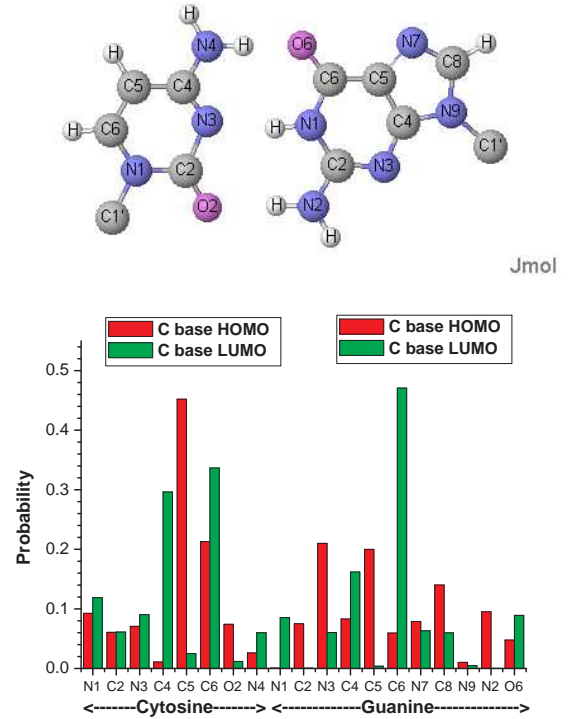 H
N4
H
H
C5
C4
N3
H
C6
N1
C2
O2
C1'
O6
N7
H
C6
C5
C8
H
N1
C4
N9
C2
N3
C1'
H
N2
H
Jmol
C base HOMO
C base LUMO
C base HOMO
C base LUMO
Probability
0.5
0.4
0.3
0.2
0.1
0.0
N1 C2 N3 C4 C5 C6 O2 N4 N1 C2 N3 C4 C5 C6 N7 C8 N9 N2 O6
<-------Cytosine-------> <------------Guanine------------->